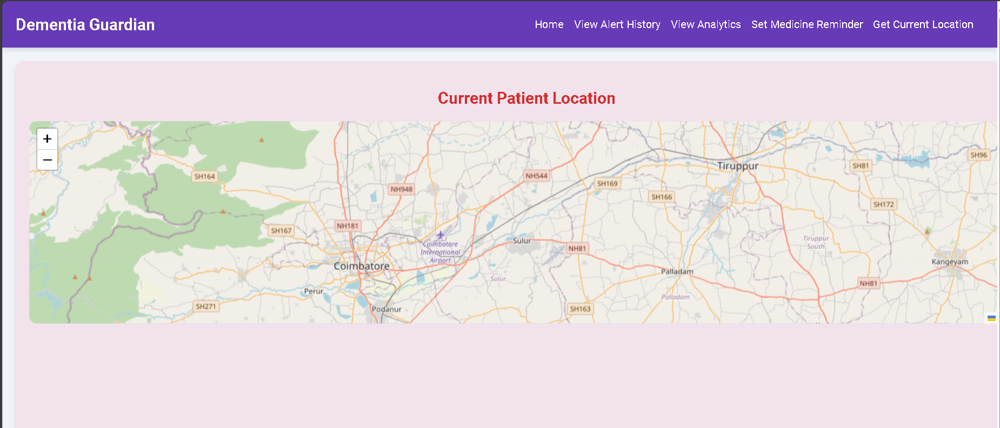 Dementia Guardian
Home View Alert History View Analytics Set Medicine Reminder Get Current Location
Current Patient Location
+
−
SH164
NH948
NH544
SH169
Tiruppur
SH81
SH96
SH166
SH172
SH167
NH181
Coimbatore
International
Airport
Sulur
NH81
Tiruppur
South
Coimbatore
Sulur
Palladam
Kangeyam
NH81
Perur
Palladam
SH271
Podanur
SH163